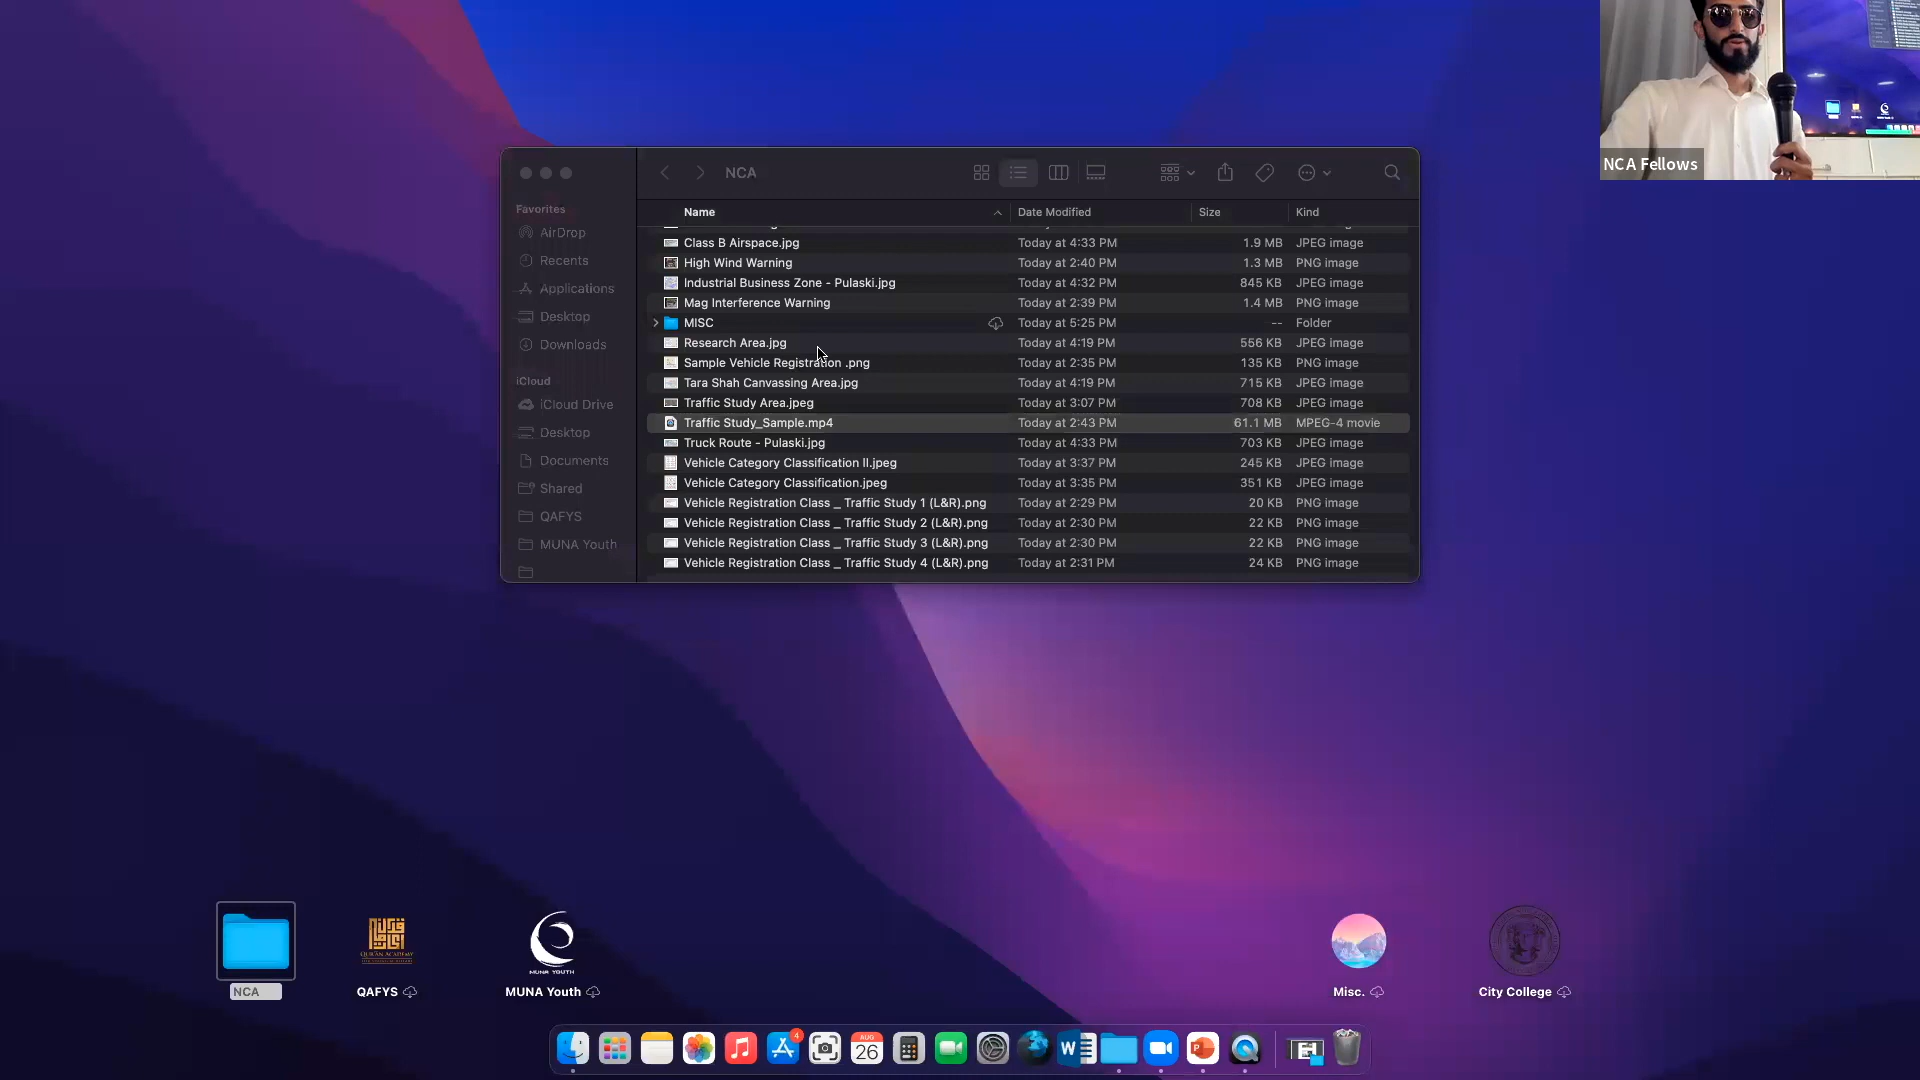 NCA Fellows
NCA
Favorites
AirDrop
Recents
Applications
Desktop
Downloads
iCloud
iCloud Drive
Desktop
Documents
Shared
QAFYS
MUNA Youth
Name Date Modified Size Kind
Class B Airspace.jpg Today at 4:33 PM 1.9 MB JPEG image
High Wind Warning Today at 2:40 PM 1.3 MB PNG image
Industrial Business Zone - Pulaski.jpg Today at 4:32 PM 845 KB JPEG image
Mag Interference Warning Today at 2:39 PM 1.4 MB PNG image
MISC Today at 5:25 PM -- Folder
Research Area.jpg Today at 4:19 PM 556 KB JPEG image
Sample Vehicle Registration .png Today at 2:35 PM 135 KB PNG image
Tara Shah Canvassing Area.jpg Today at 4:19 PM 715 KB JPEG image
Traffic Study Area.jpeg Today at 3:07 PM 708 KB JPEG image
Traffic Study_Sample.mp4 Today at 2:43 PM 61.1 MB MPEG-4 movie
Truck Route - Pulaski.jpg Today at 4:33 PM 703 KB JPEG image
Vehicle Category Classification II.jpeg Today at 3:37 PM 245 KB JPEG image
Vehicle Category Classification.jpeg Today at 3:35 PM 351 KB JPEG image
Vehicle Registration Class _ Traffic Study 1 (L&R).png Today at 2:29 PM 20 KB PNG image
Vehicle Registration Class _ Traffic Study 2 (L&R).png Today at 2:30 PM 22 KB PNG image
Vehicle Registration Class _ Traffic Study 3 (L&R).png Today at 2:30 PM 22 KB PNG image
Vehicle Registration Class _ Traffic Study 4 (L&R).png Today at 2:31 PM 24 KB PNG image
QUR'AN ACADEMY
MUNA YOUTH
NCA
QAFYS
MUNA Youth
Misc.
City College
4
AUG
26
W
P